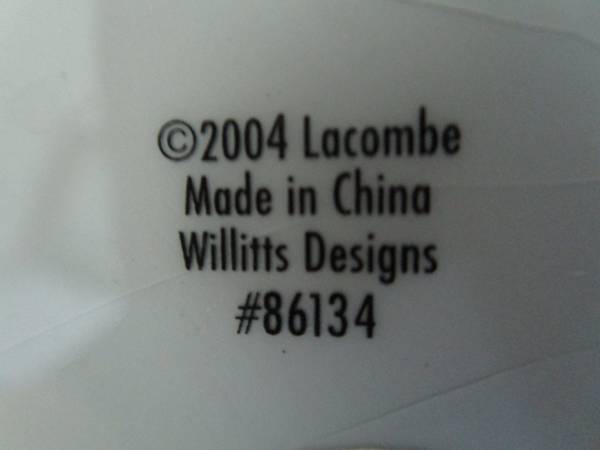 ©2004 Lacombe
Made in China
Willitts Designs
#86134